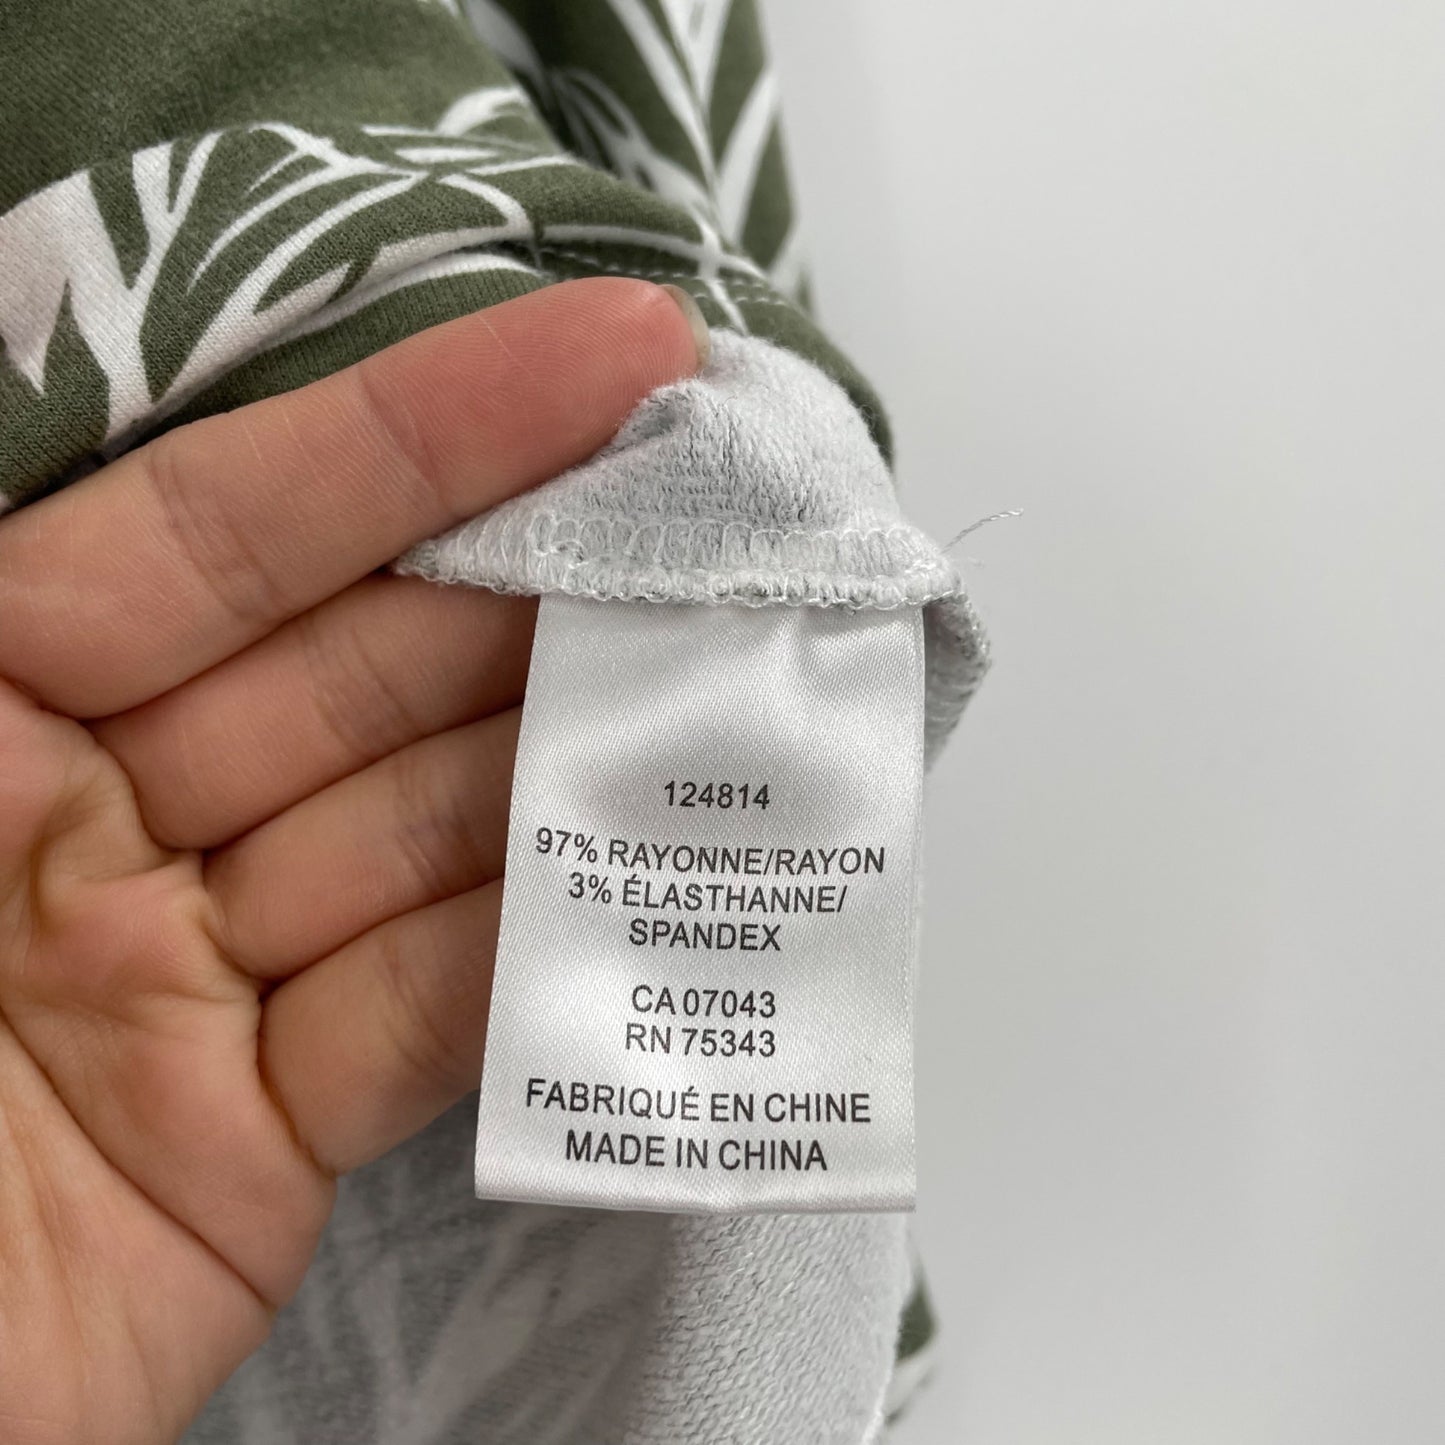 124814
97% RAYONNE/RAYON
3% ÉLASTHANNE/
SPANDEX
CA 07043
RN 75343
FABRIQUÉ EN CHINE
MADE IN CHINA